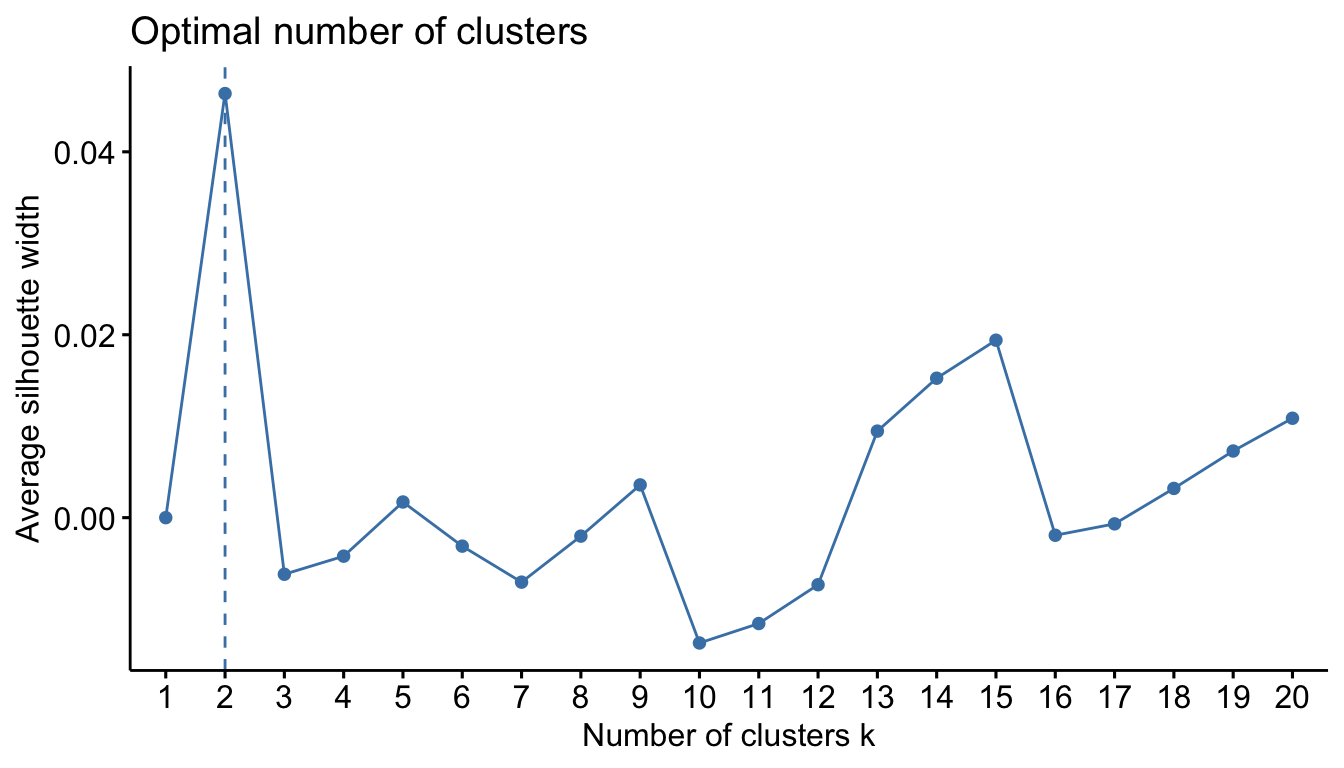 Optimal number of clusters
Average silhouette width
0.04
0.02
0.00
1 2 3 4 5 6 7 8 9 10 11 12 13 14 15 16 17 18 19 20
Number of clusters k